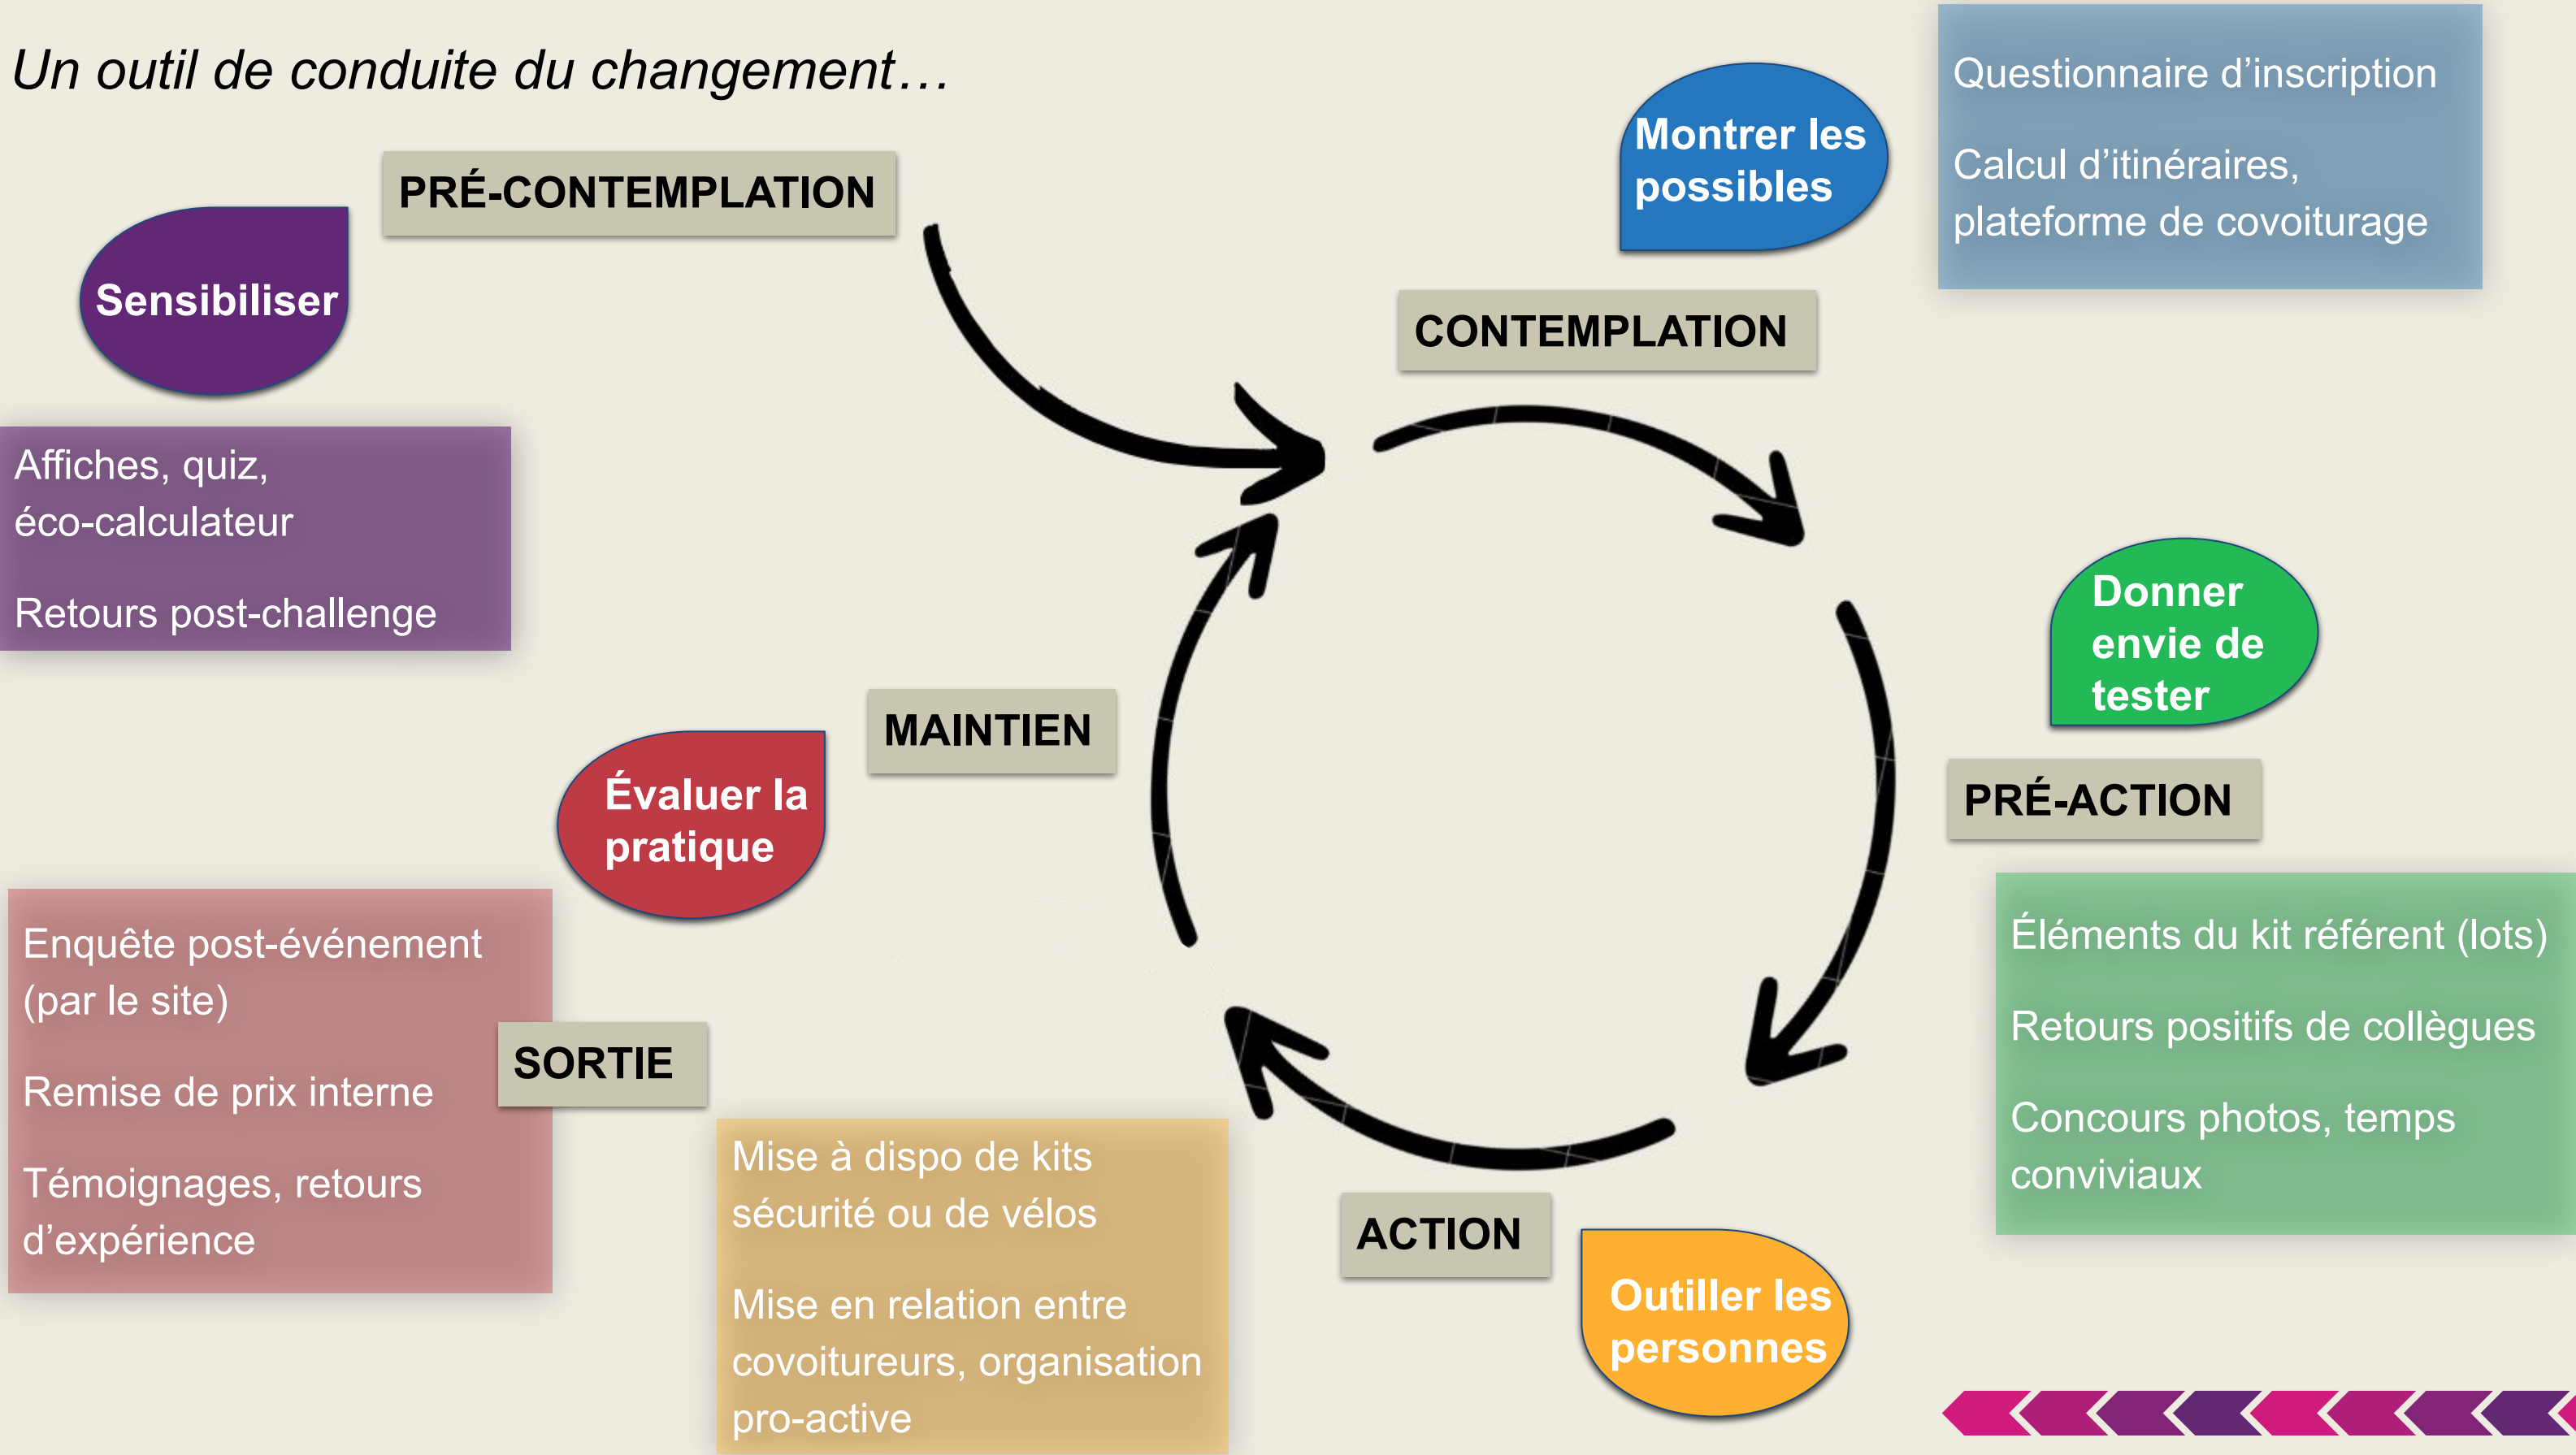 Un outil de conduite du changement…
PRÉ-CONTEMPLATION
Sensibiliser
Affiches, quiz,
éco-calculateur
Retours post-challenge
Montrer les
possibles
Questionnaire d’inscription
Calcul d’itinéraires,
plateforme de covoiturage
CONTEMPLATION
Donner
envie de
tester
PRÉ-ACTION
Éléments du kit référent (lots)
Retours positifs de collègues
Concours photos, temps
conviviaux
ACTION
Outiller les
personnes
Mise à dispo de kits
sécurité ou de vélos
Mise en relation entre
covoitureurs, organisation
pro-active
MAINTIEN
Évaluer la
pratique
Enquête post-événement
(par le site)
Remise de prix interne
Témoignages, retours
d’expérience
SORTIE